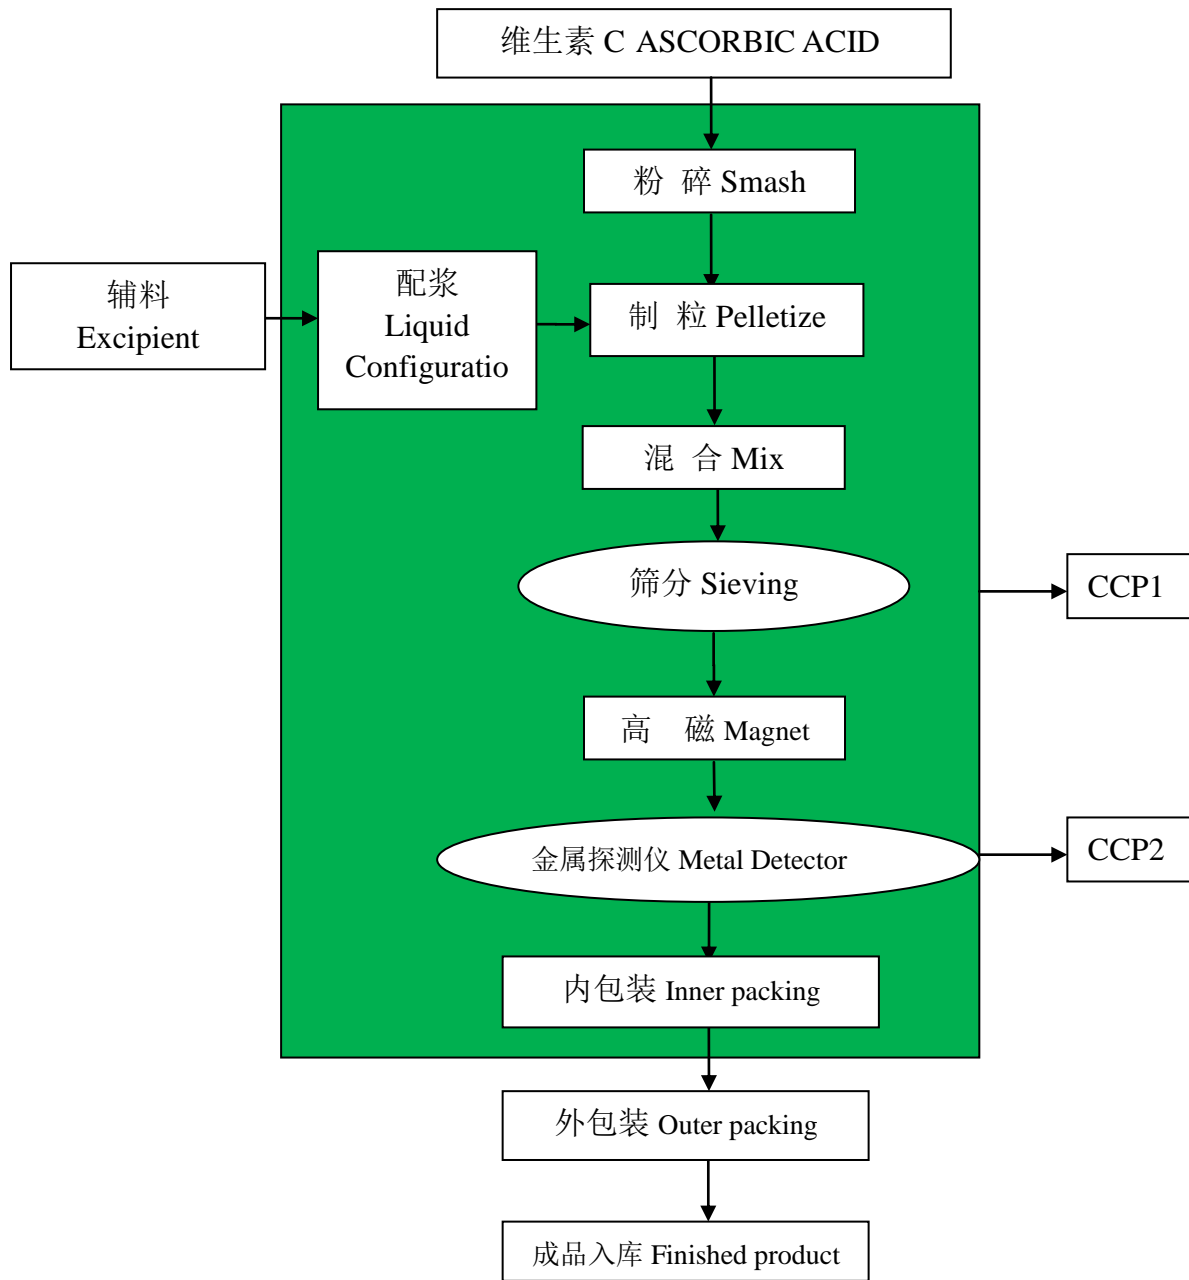 维生素 C ASCORBIC ACID
粉 碎 Smash
辅料
Excipient
配浆
Liquid
Configuratio
制 粒 Pelletize
混 合 Mix
筛分 Sieving
CCP1
高 磁 Magnet
金属探测仪 Metal Detector
CCP2
内包装 Inner packing
外包装 Outer packing
成品入库 Finished product